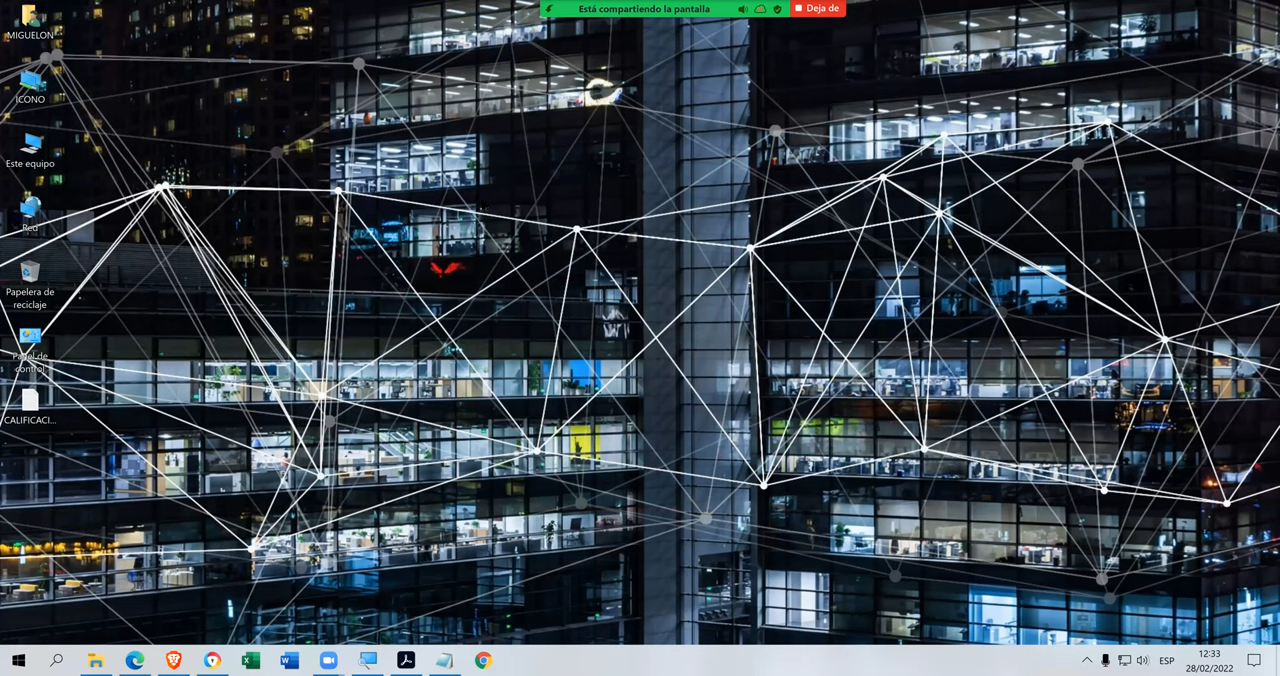 Está compartiendo la pantalla
Deja de
MIGUELON
ICONO
Este equipo
Red
Papelera de
reciclaje
Panel de
control
CALIFICACI...
ESP
12:33
28/02/2022